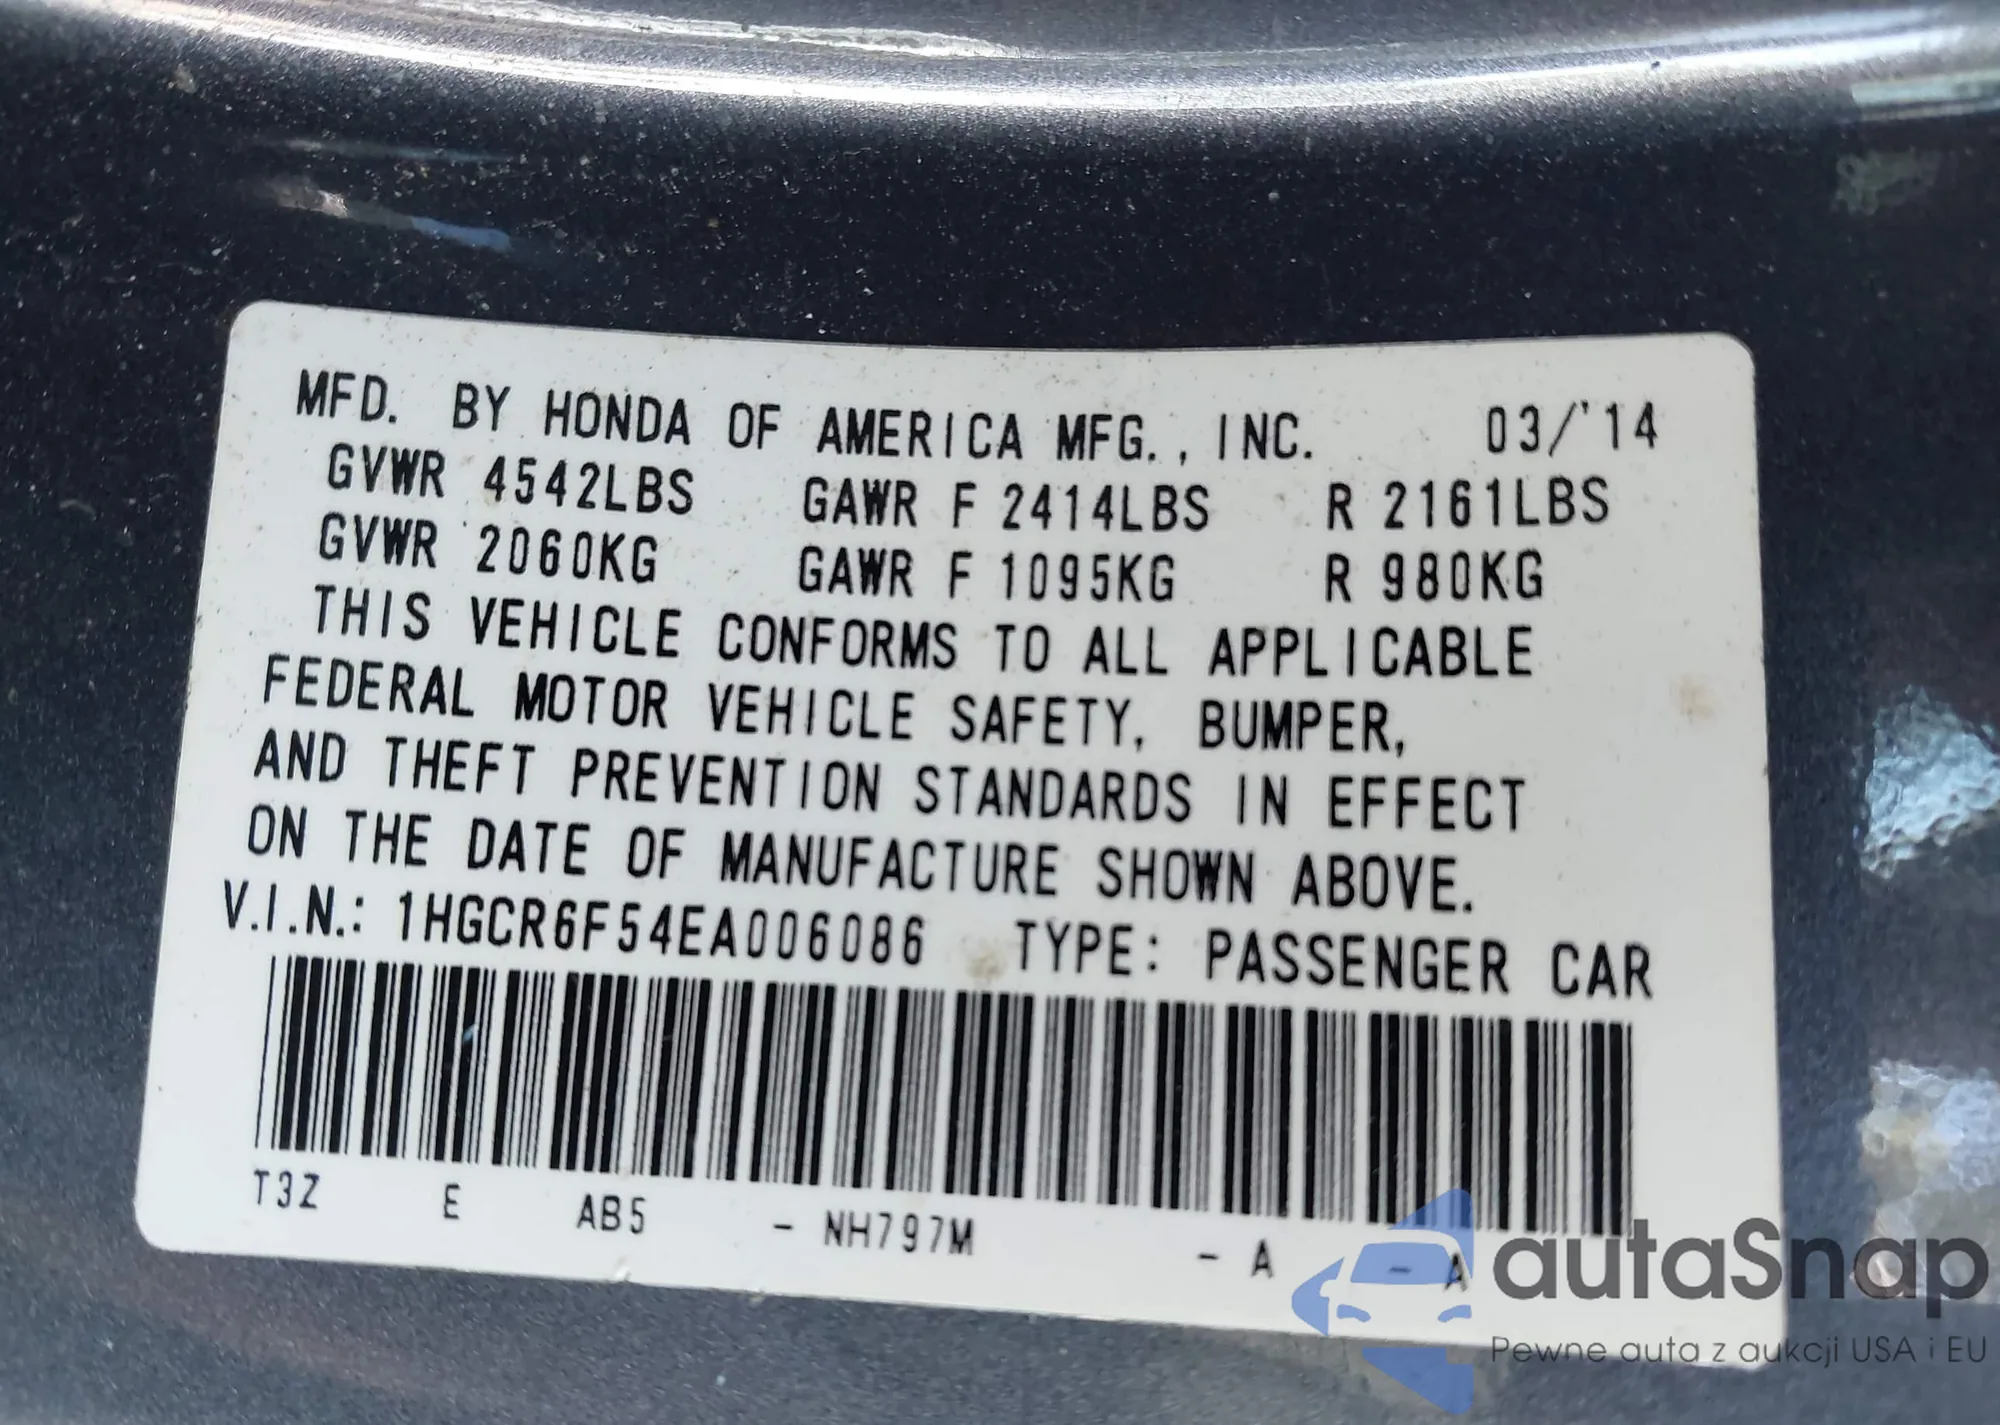 MFD. BY HONDA OF AMERICA MFG., INC. 03/'14
GVWR 4542LBS GAWR F 2414LBS R 2161LBS
GVWR 2060KG GAWR F 1095KG R 980KG
THIS VEHICLE CONFORMS TO ALL APPLICABLE
FEDERAL MOTOR VEHICLE SAFETY, BUMPER,
AND THEFT PREVENTION STANDARDS IN EFFECT
ON THE DATE OF MANUFACTURE SHOWN ABOVE.
V.I.N.: 1HGCR6F54EA006086 TYPE: PASSENGER CAR
T3Z E AB5 - NH797M - A - A
autaSnap
Pewne auta z aukcji USA i EU